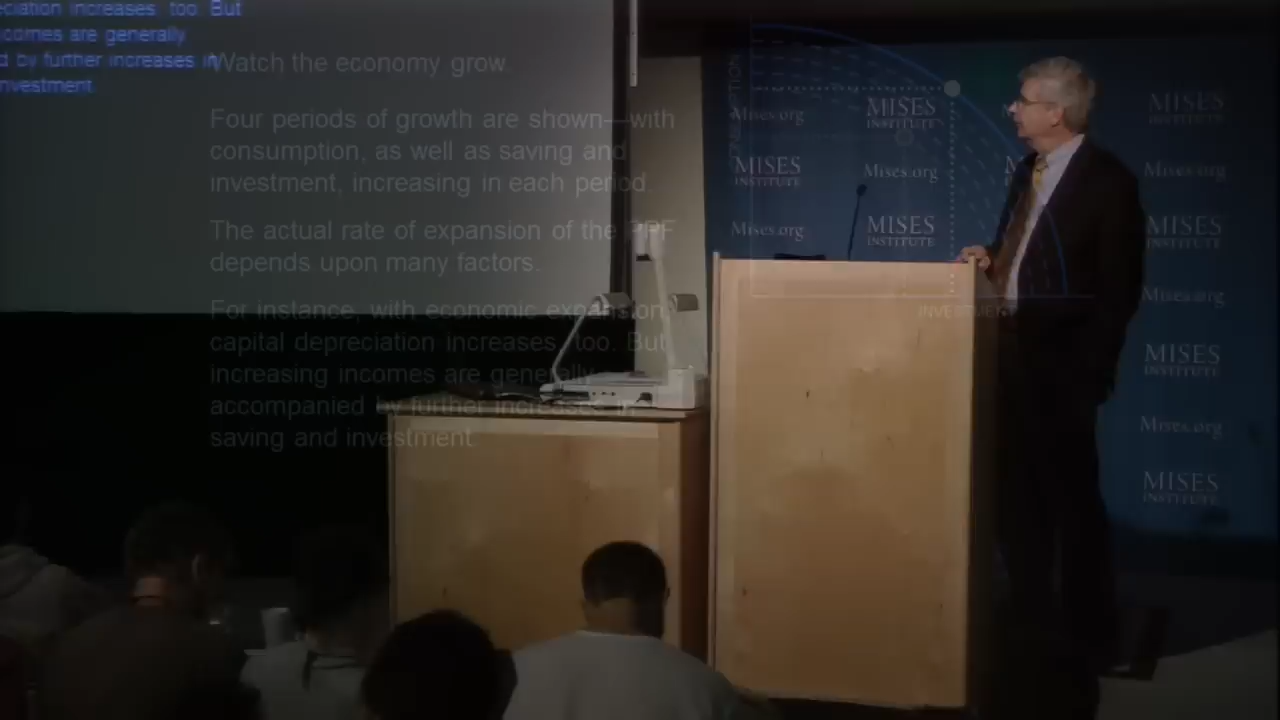 eciation increases, too. But
comes are generally
d by further increases in
nvestment.
Watch the economy grow.
Four periods of growth are shown—with
consumption, as well as saving and
investment, increasing in each period.
The actual rate of expansion of the PPF
depends upon many factors.
For instance, with economic expansion,
capital depreciation increases, too. But
increasing incomes are generally
accompanied by further increases in
saving and investment.
CONSUMPTION
INVESTMENT
Mises.org
MISES
INSTITUTE
MISES
INSTITUTE
MISES
INSTITUTE
Mises.org
Mises.org
Mises.org
MISES
INSTITUTE
MISES
INSTITUTE
Mises.org
MISES
INSTITUTE
Mises.org
MISES
INSTITUTE